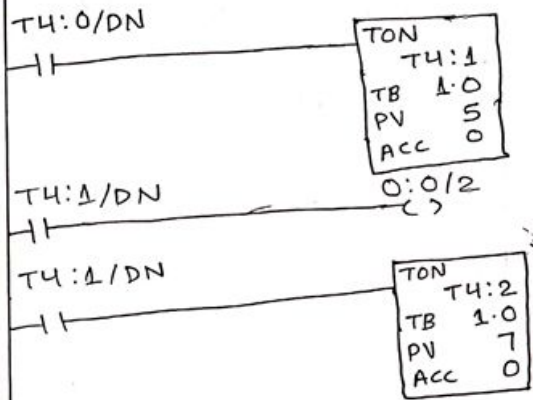 T4:0/DN
TON
T4:1
TB 1.0
PV 5
ACC 0
T4:1/DN
O:0/2
T4:1/DN
TON
T4:2
TB 1.0
PV 7
ACC 0